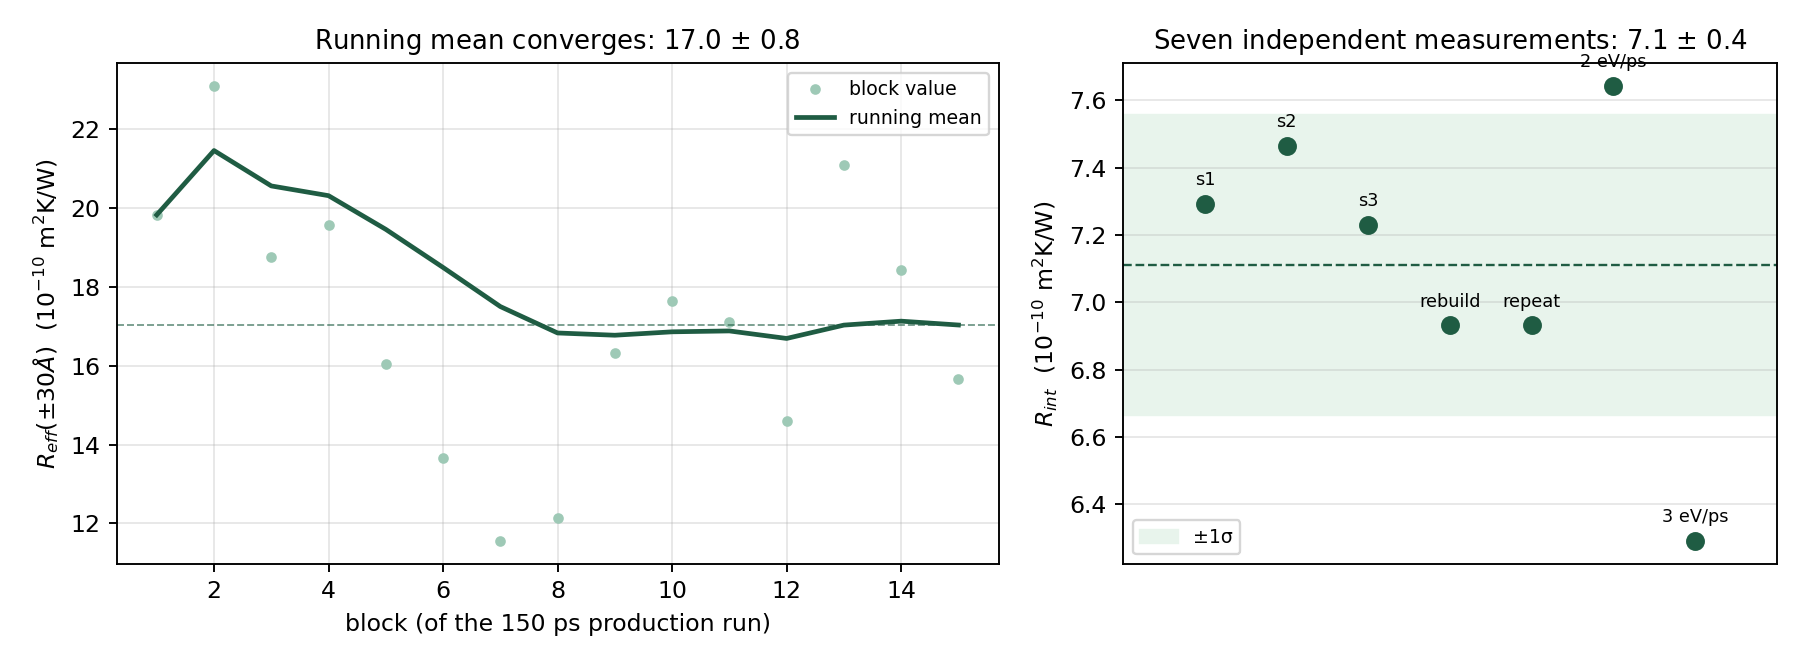 Running mean converges: 17.0 ± 0.8
R_eff(±30Å) (10⁻¹⁰ m²K/W)
22
20
18
16
14
12
block value
running mean
2
4
6
8
10
12
14
block (of the 150 ps production run)
Seven independent measurements: 7.1 ± 0.4
R_int (10⁻¹⁰ m²K/W)
7.6
7.4
7.2
7.0
6.8
6.6
6.4
2 eV/ps
s2
s1
s3
rebuild
repeat
3 eV/ps
±1σ